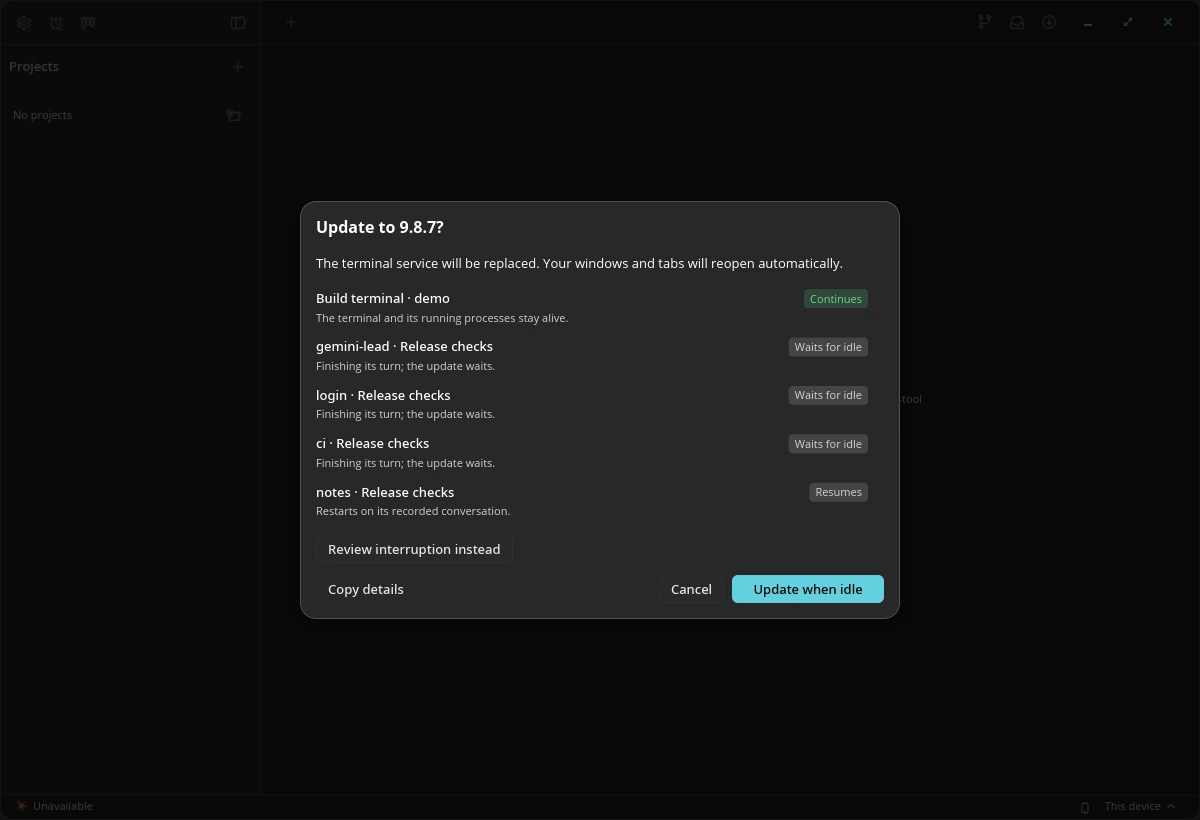 Projects
No projects
Update to 9.8.7?
The terminal service will be replaced. Your windows and tabs will reopen automatically.
Build terminal · demo
Continues
The terminal and its running processes stay alive.
gemini-lead · Release checks
Waits for idle
Finishing its turn; the update waits.
login · Release checks
Waits for idle
Finishing its turn; the update waits.
-tool
ci · Release checks
Waits for idle
Finishing its turn; the update waits.
notes · Release checks
Resumes
Restarts on its recorded conversation.
Review interruption instead
Copy details
Cancel
Update when idle
Unavailable
This device